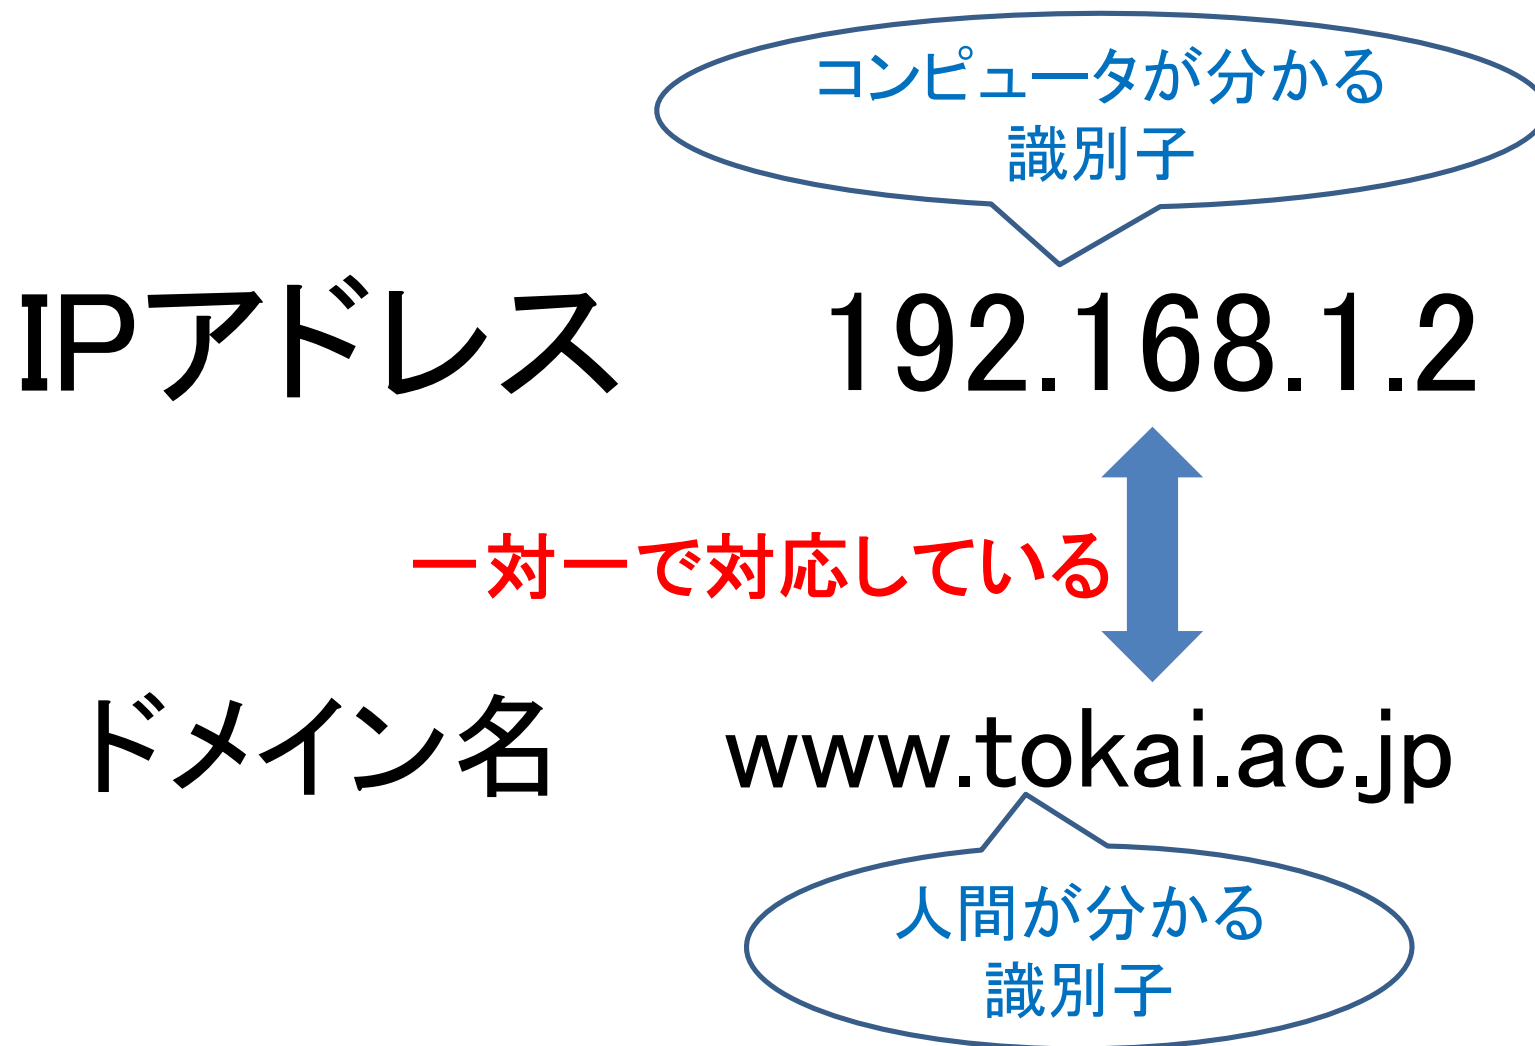 コンピュータが分かる
識別子
IPアドレス 192.168.1.2
一対一で対応している
ドメイン名 www.tokai.ac.jp
人間が分かる
識別子